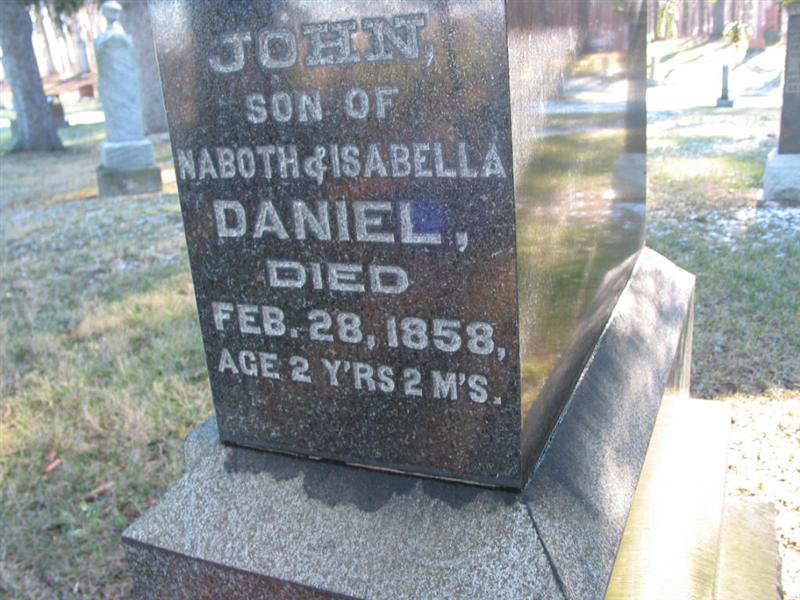 JOHN,
SON OF
NABOTH & ISABELLA
DANIEL,
DIED
FEB. 28, 1858,
AGE 2 Y'RS 2 M'S.